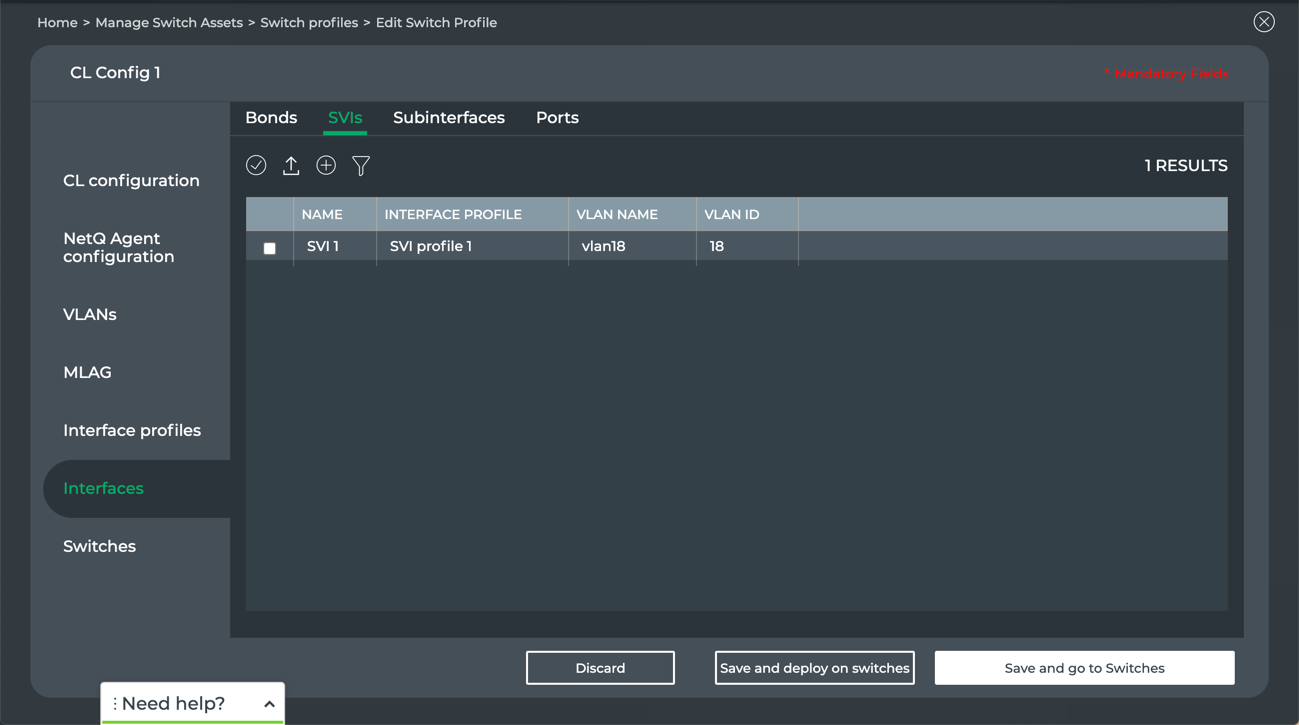 Home > Manage Switch Assets > Switch profiles > Edit Switch Profile
CL Config 1
* Mandatory Fields
Bonds SVIs Subinterfaces Ports
1 RESULTS
CL configuration
NetQ Agent
configuration
VLANs
MLAG
Interface profiles
Interfaces
Switches
NAME INTERFACE PROFILE VLAN NAME VLAN ID
SVI 1 SVI profile 1 vlan18 18
Discard Save and deploy on switches Save and go to Switches
Need help?